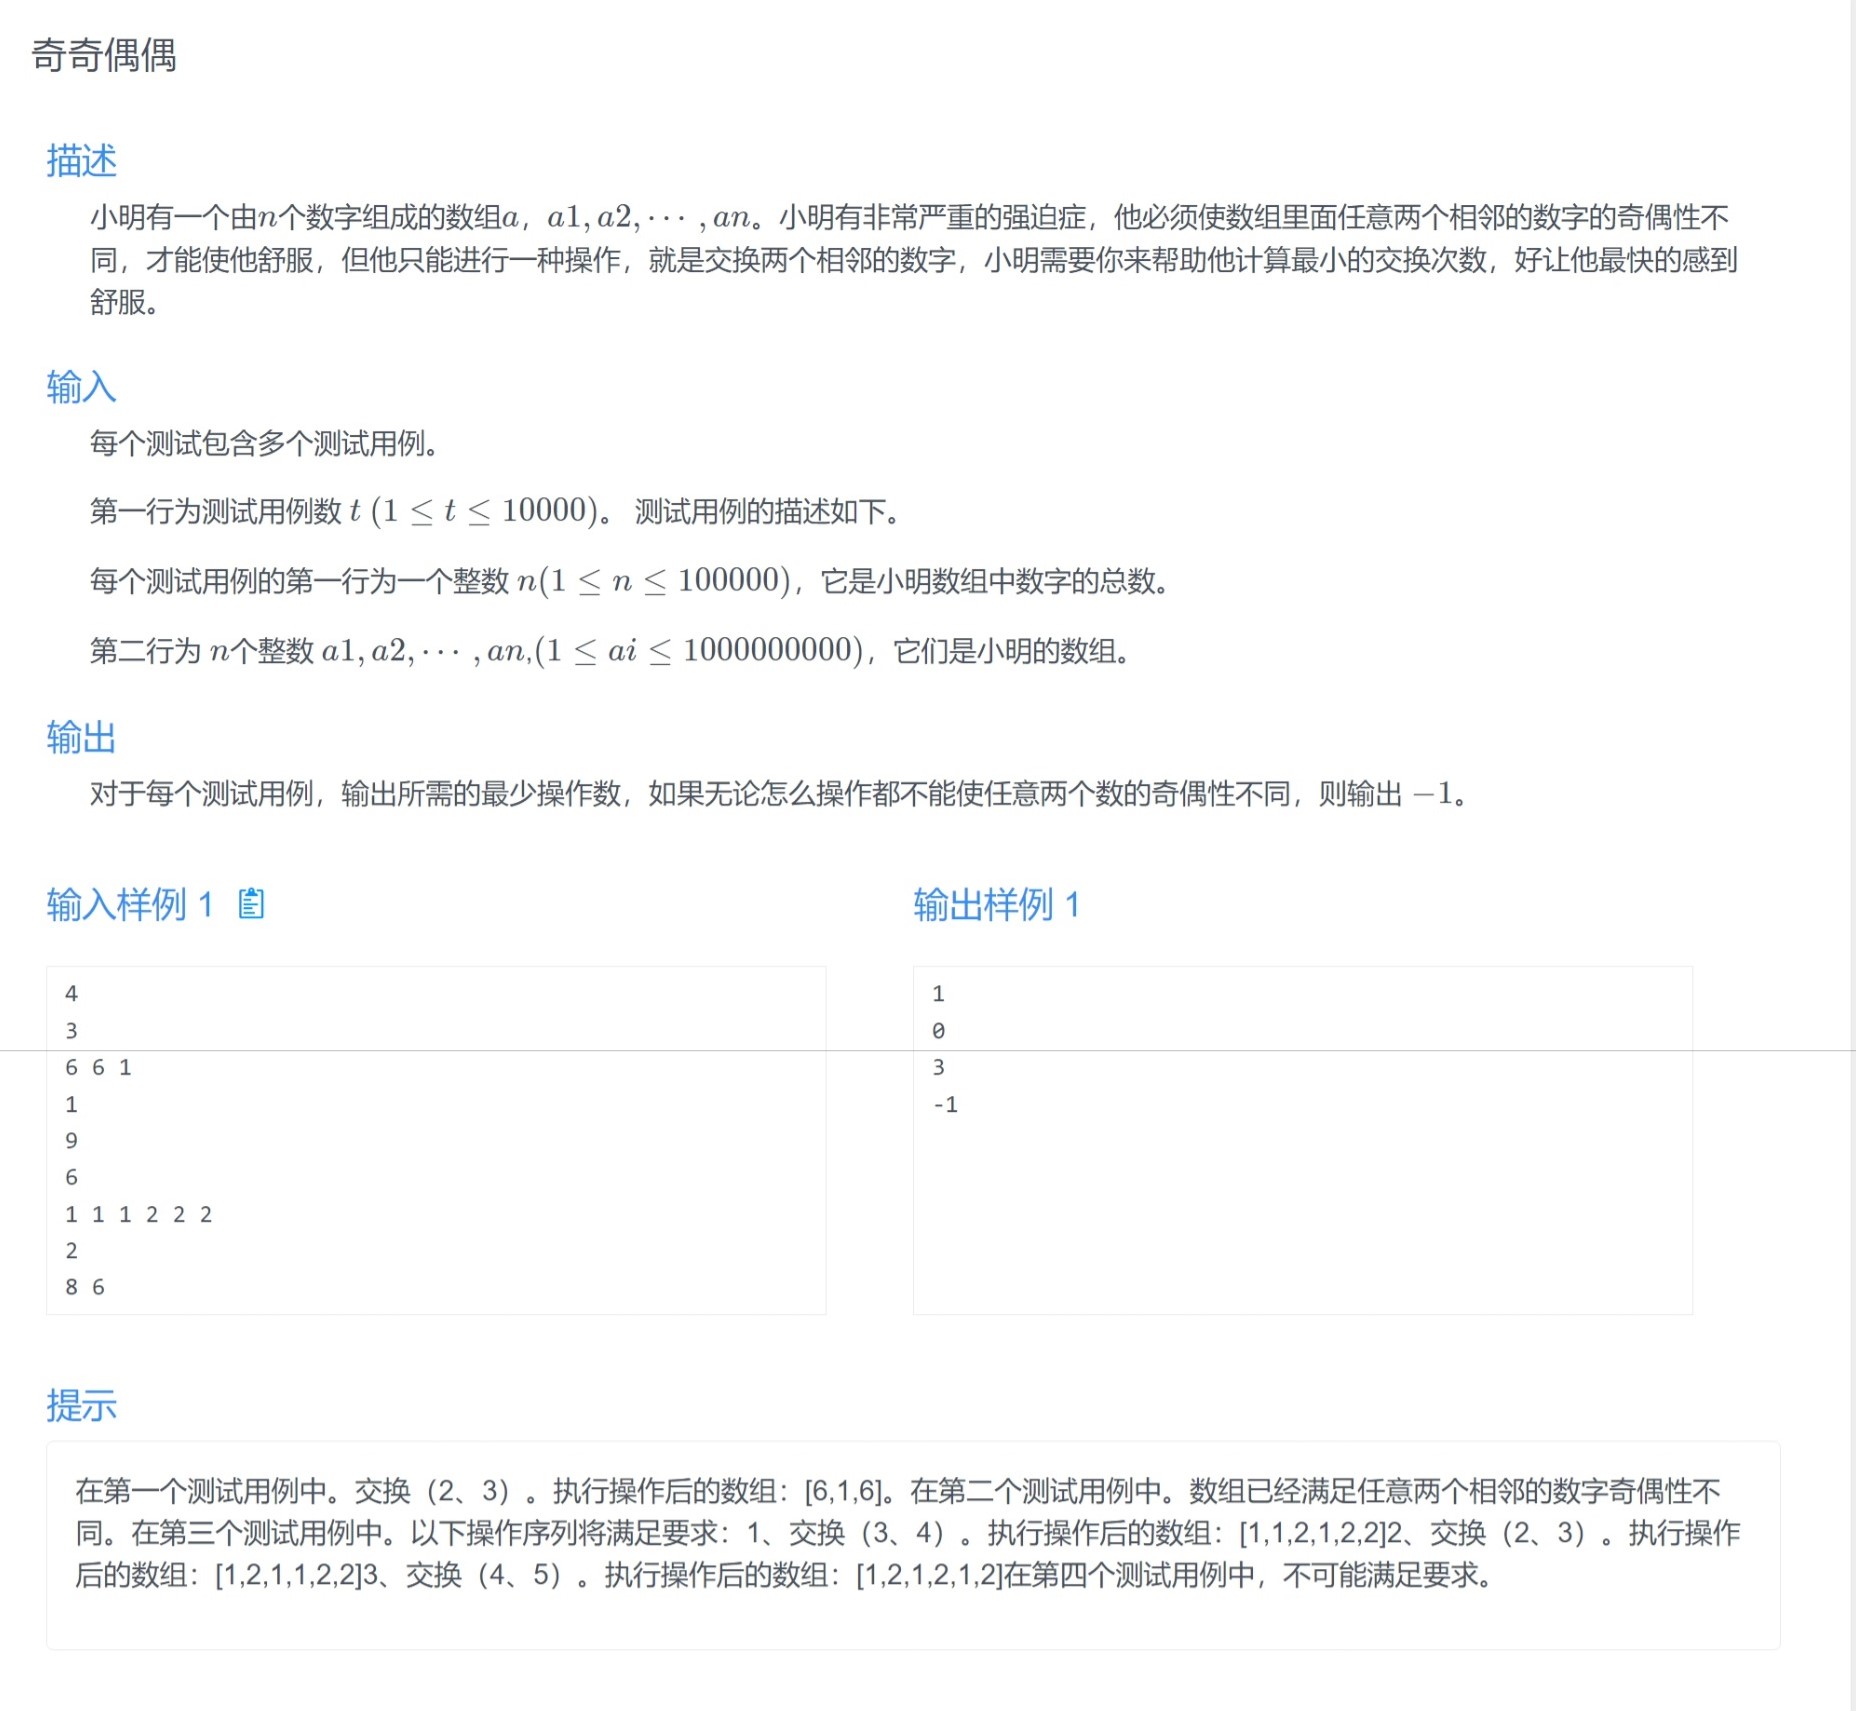 奇奇偶偶
描述
小明有一个由n个数字组成的数组a，a1, a2, ⋯ , an。小明有非常严重的强迫症，他必须使数组里面任意两个相邻的数字的奇偶性不
同，才能使他舒服，但他只能进行一种操作，就是交换两个相邻的数字，小明需要你来帮助他计算最小的交换次数，好让他最快的感到
舒服。
输入
每个测试包含多个测试用例。
第一行为测试用例数 t (1 ≤ t ≤ 10000)。 测试用例的描述如下。
每个测试用例的第一行为一个整数 n(1 ≤ n ≤ 100000)，它是小明数组中数字的总数。
第二行为 n个整数 a1, a2, ⋯ , an,(1 ≤ ai ≤ 1000000000)，它们是小明的数组。
输出
对于每个测试用例，输出所需的最少操作数，如果无论怎么操作都不能使任意两个数的奇偶性不同，则输出 −1。
输入样例 1
4
3
6 6 1
1
9
6
1 1 1 2 2 2
2
8 6
输出样例 1
1
0
3
-1
提示
在第一个测试用例中。交换（2、3）。执行操作后的数组：[6,1,6]。在第二个测试用例中。数组已经满足任意两个相邻的数字奇偶性不
同。在第三个测试用例中。以下操作序列将满足要求：1、交换（3、4）。执行操作后的数组：[1,1,2,1,2,2]2、交换（2、3）。执行操作
后的数组：[1,2,1,1,2,2]3、交换（4、5）。执行操作后的数组：[1,2,1,2,1,2]在第四个测试用例中，不可能满足要求。